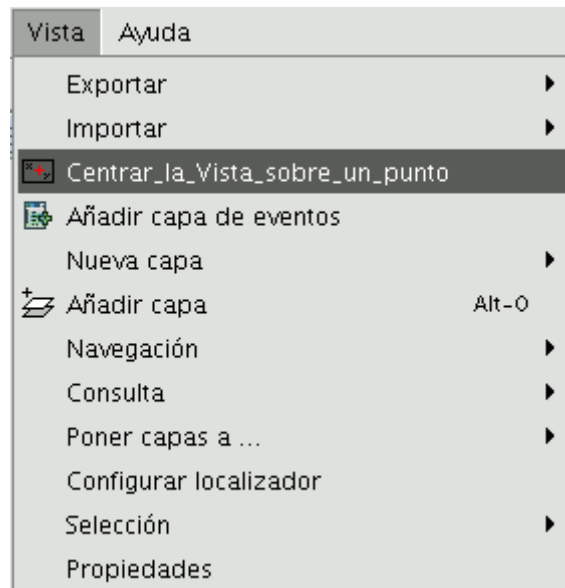 Vista Ayuda
Exportar
Importar
Centrar_la_Vista_sobre_un_punto
Añadir capa de eventos
Nueva capa
Añadir capa Alt-O
Navegación
Consulta
Poner capas a ...
Configurar localizador
Selección
Propiedades